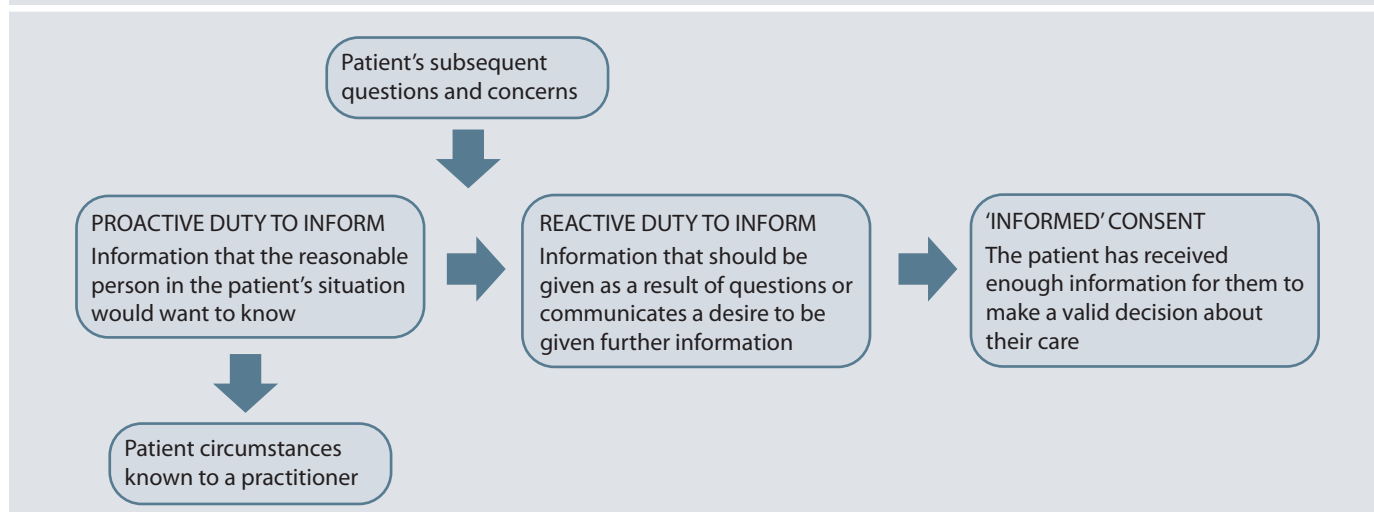 Patient’s subsequent
questions and concerns
PROACTIVE DUTY TO INFORM
Information that the reasonable
person in the patient’s situation
would want to know
REACTIVE DUTY TO INFORM
Information that should be
given as a result of questions or
communicates a desire to be
given further information
‘INFORMED’ CONSENT
The patient has received
enough information for them to
make a valid decision about
their care
Patient circumstances
known to a practitioner